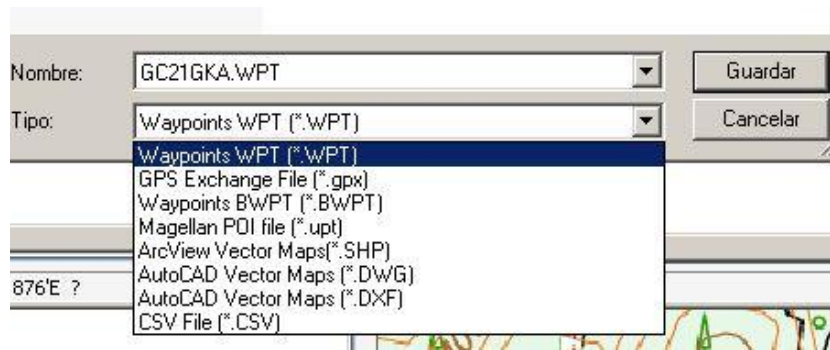 Nombre: GC21GKA.WPT Guardar
Tipo: Waypoints WPT (*.WPT) Cancelar
Waypoints WPT (*.WPT)
GPS Exchange File (*.gpx)
Waypoints BWPT (*.BWPT)
Magellan POI file (*.upt)
ArcView Vector Maps(*.SHP)
AutoCAD Vector Maps (*.DWG)
876'E ?
AutoCAD Vector Maps (*.DXF)
CSV File (*.CSV)